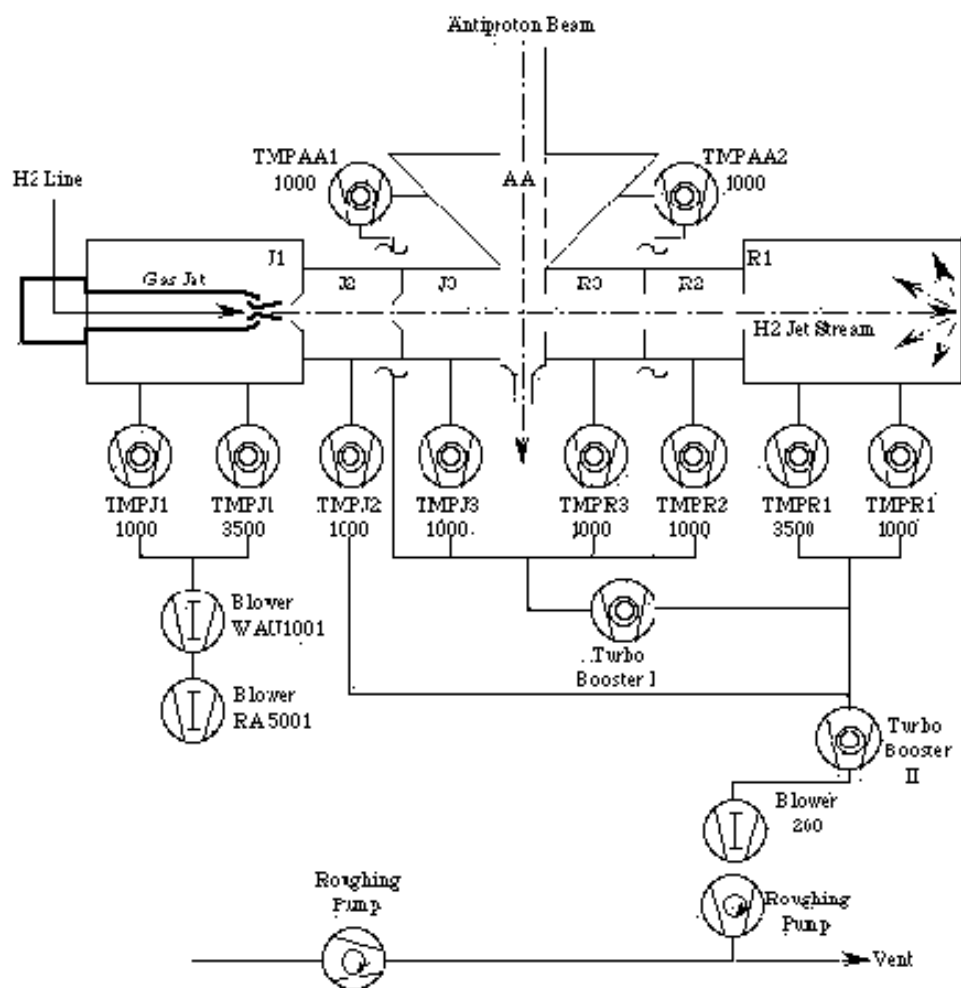 Antiproton Beam
TMPAA1
1000
AA
TMPAA2
1000
H2 Line
J1
Gas Jet
J2
J3
R3
R2
R1
H2 Jet Stream
TMPJ1
1000
TMPJ1
3500
TMPJ2
1000
TMPJ3
1000
TMPR3
1000
TMPR2
1000
TMPR1
3500
TMPR1
1000
Blower
WAU1001
Turbo
Booster I
Blower
RA5001
Turbo
Booster
II
Blower
260
Roughing
Pump
Roughing
Pump
Vent